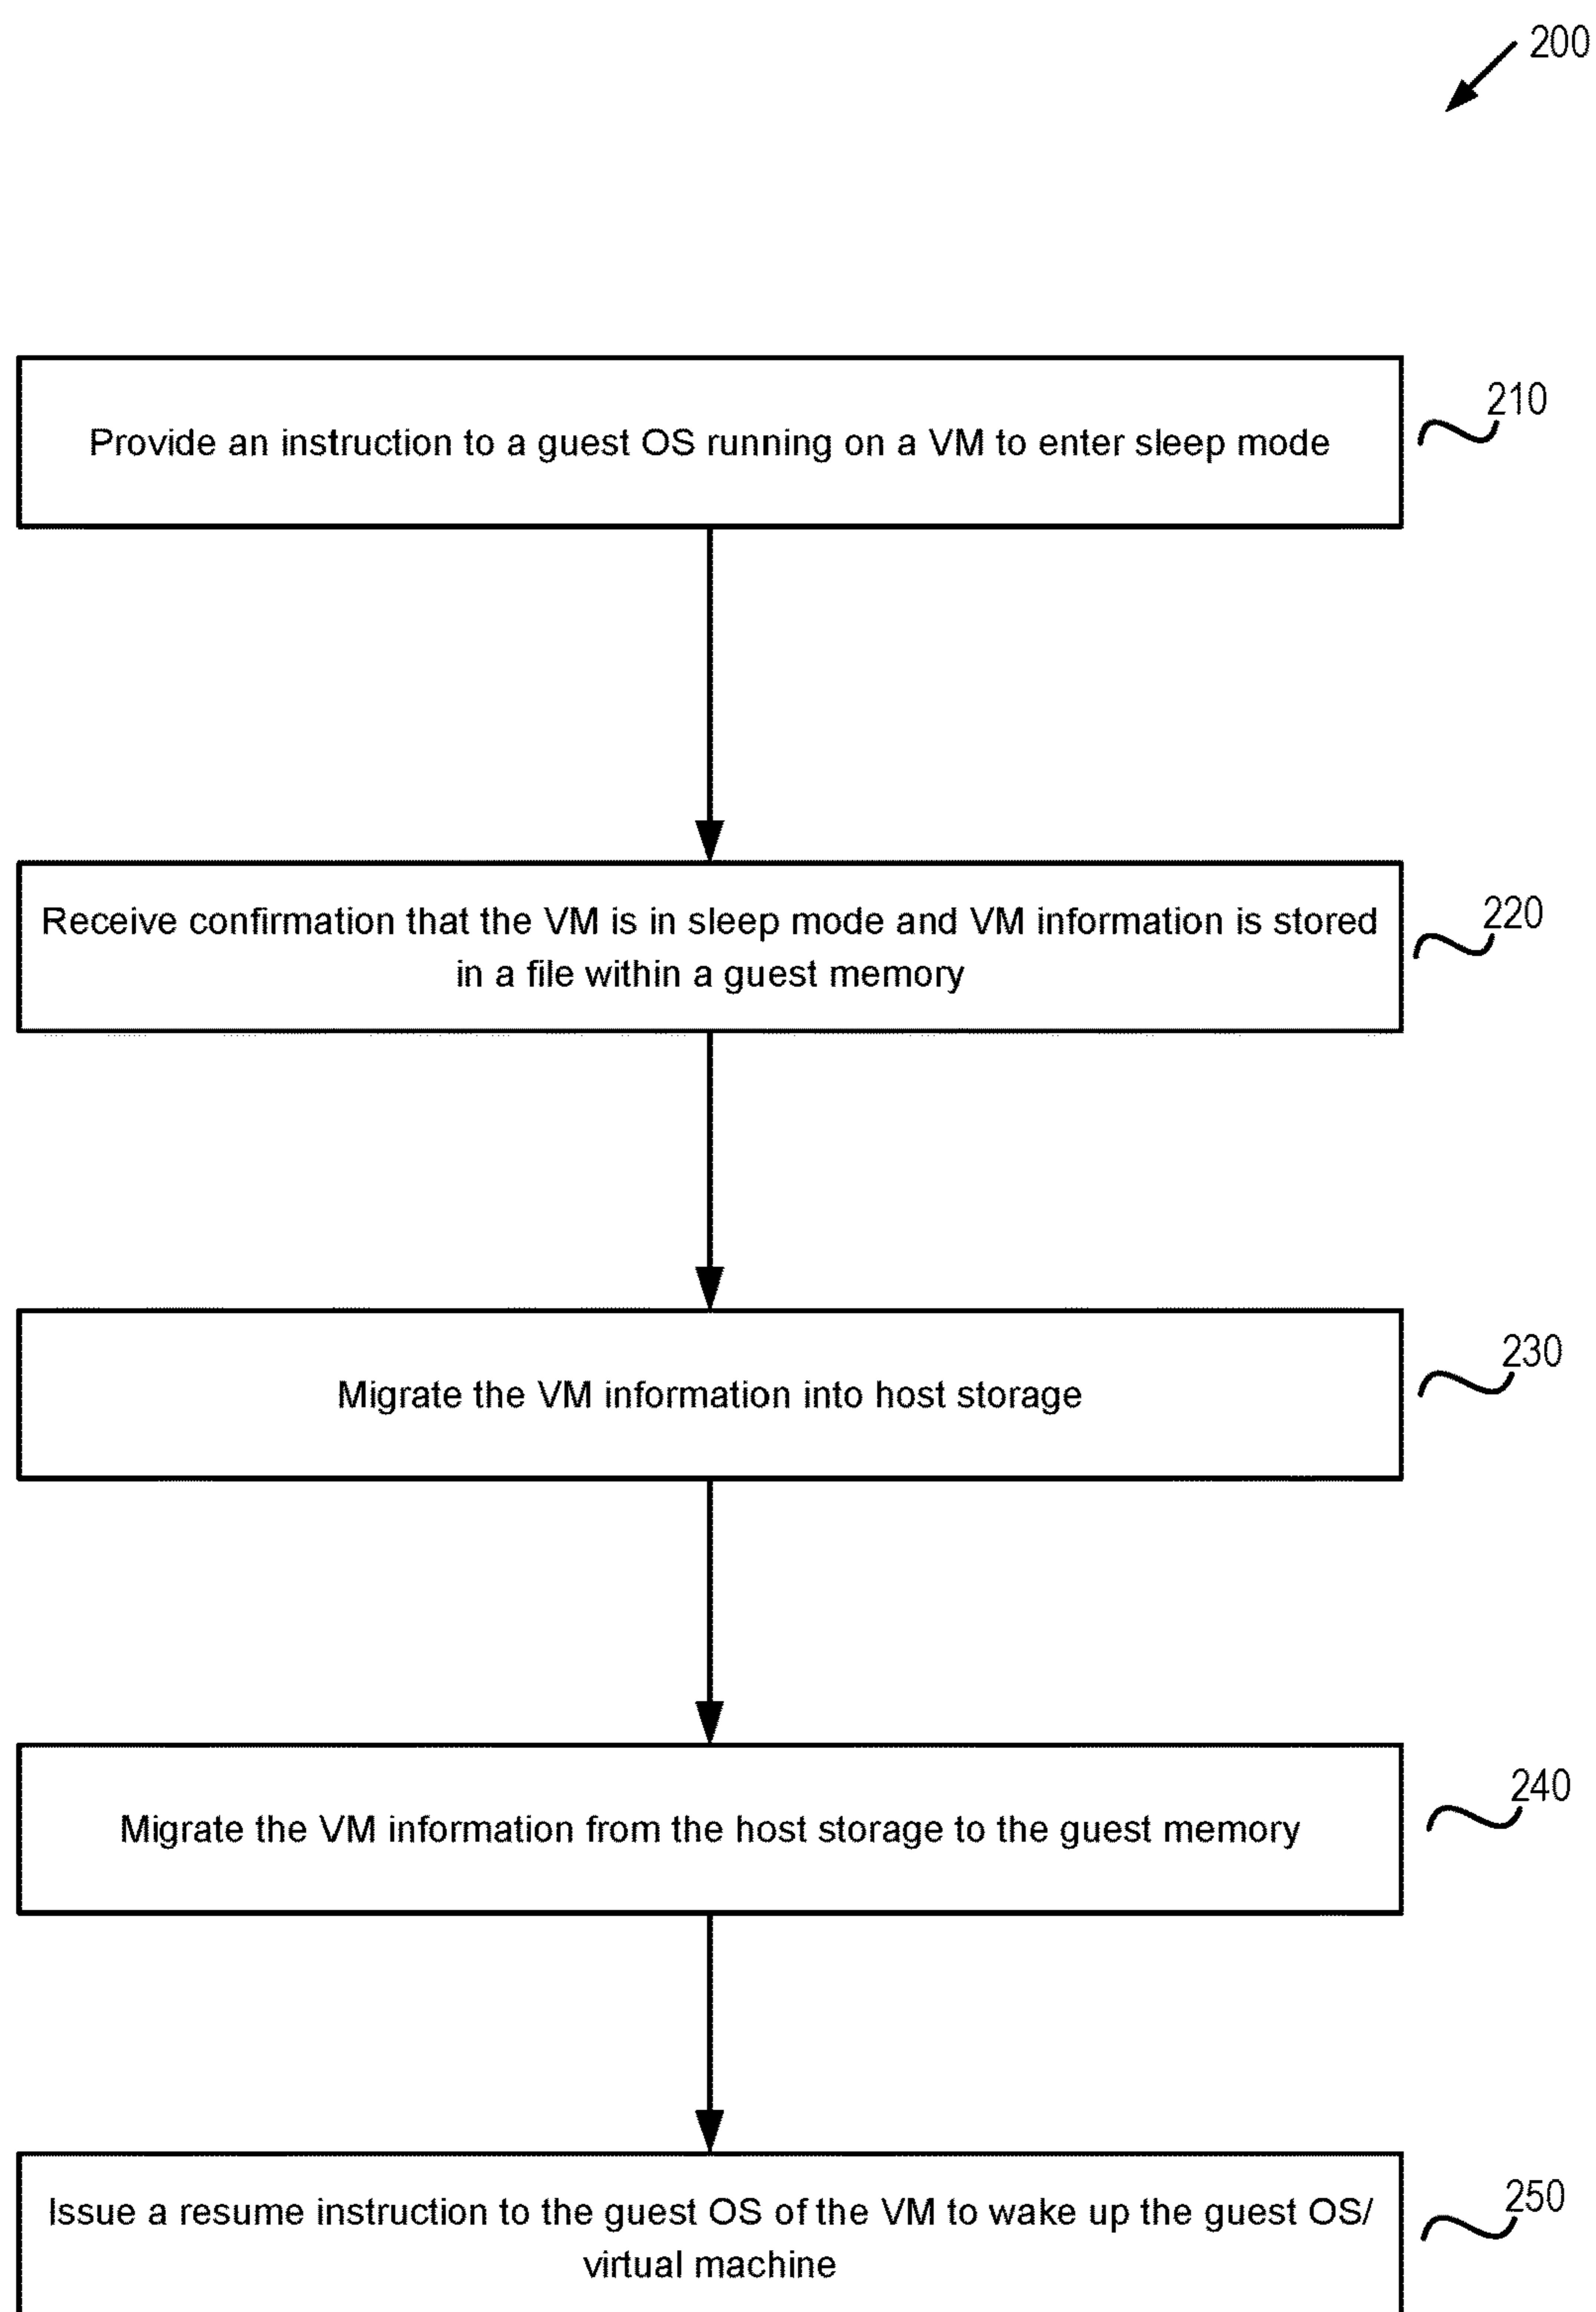 200
Provide an instruction to a guest OS running on a VM to enter sleep mode
210
Receive confirmation that the VM is in sleep mode and VM information is stored
in a file within a guest memory
220
Migrate the VM information into host storage
230
Migrate the VM information from the host storage to the guest memory
240
Issue a resume instruction to the guest OS of the VM to wake up the guest OS/
virtual machine
250